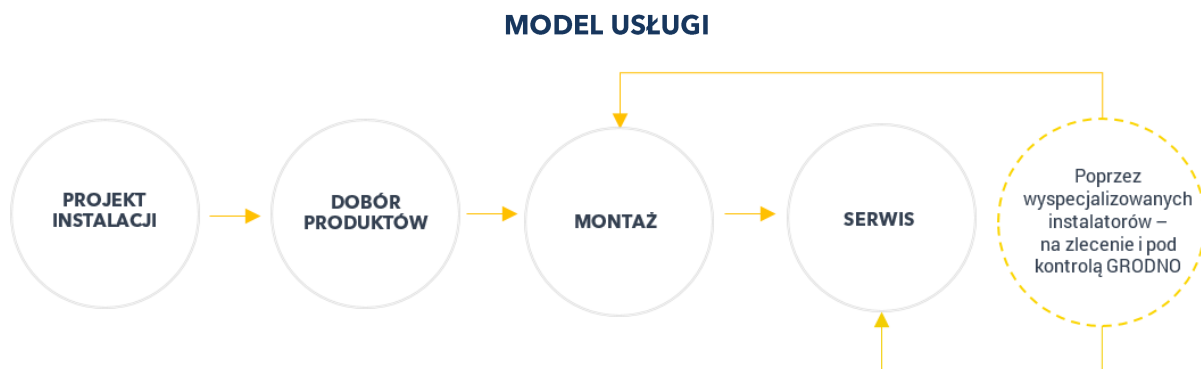 MODEL USŁUGI
PROJEKT
INSTALACJI
DOBÓR
PRODUKTÓW
MONTAŻ
SERWIS
Poprzez
wyspecjalizowanych
instalatorów –
na zlecenie i pod
kontrolą GRODNO